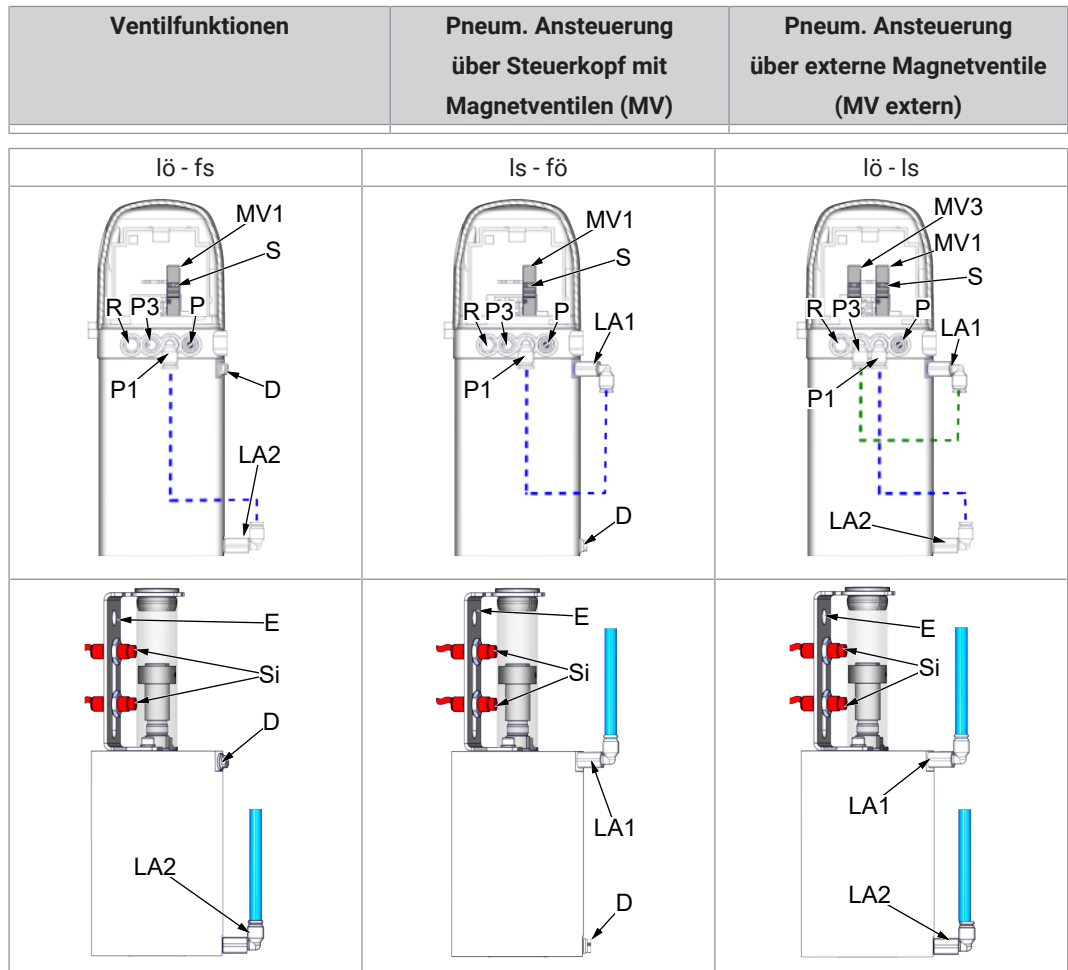 Ventilfunktionen
Pneum. Ansteuerung
über Steuerkopf mit
Magnetventilen (MV)
Pneum. Ansteuerung
über externe Magnetventile
(MV extern)
lö - fs
ls - fö
lö - ls
MV1
S
R P3 P
P1
D
LA2
MV1
S
R P3 P
LA1
P1
D
MV3
MV1
S
R P3 P
LA1
P1
LA2
E
Si
D
LA2
E
Si
LA1
D
E
Si
LA1
LA2